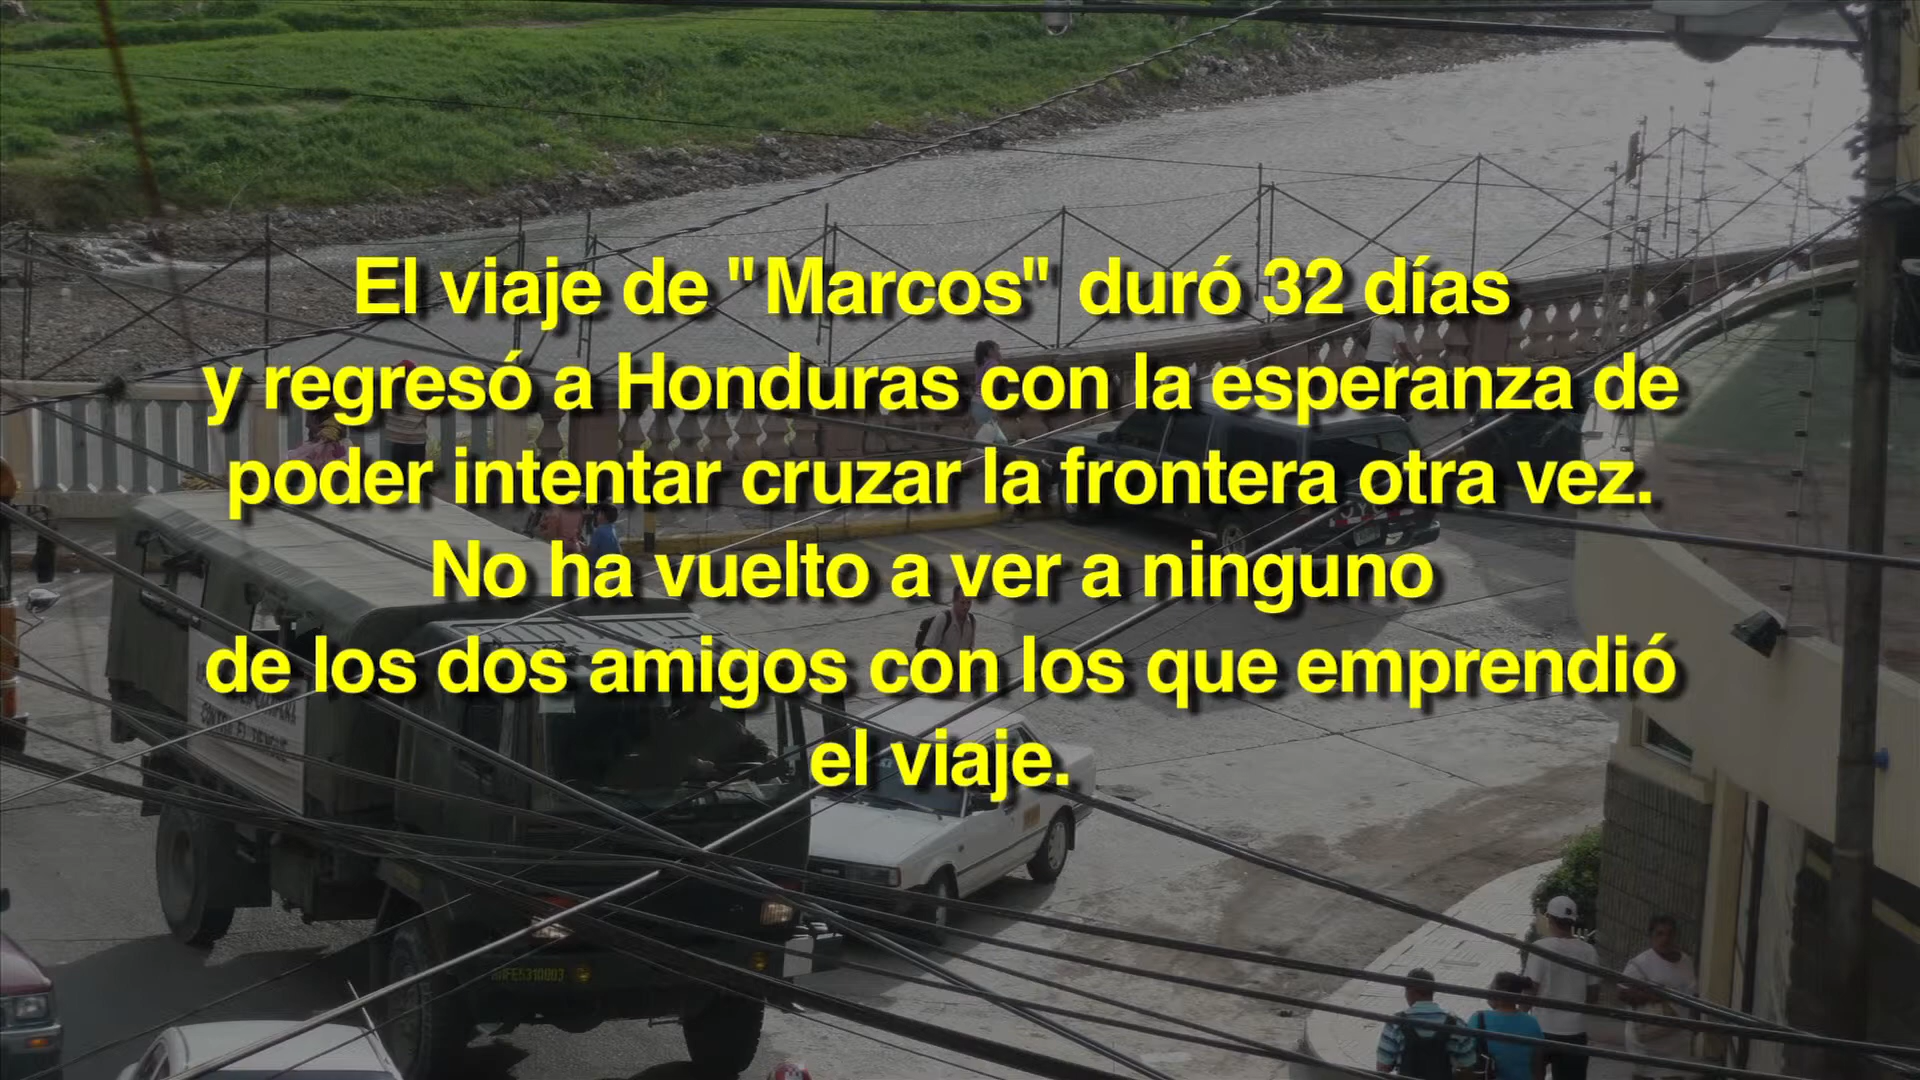 El viaje de "Marcos" duró 32 días
y regresó a Honduras con la esperanza de
poder intentar cruzar la frontera otra vez.
No ha vuelto a ver a ninguno
de los dos amigos con los que emprendió
el viaje.